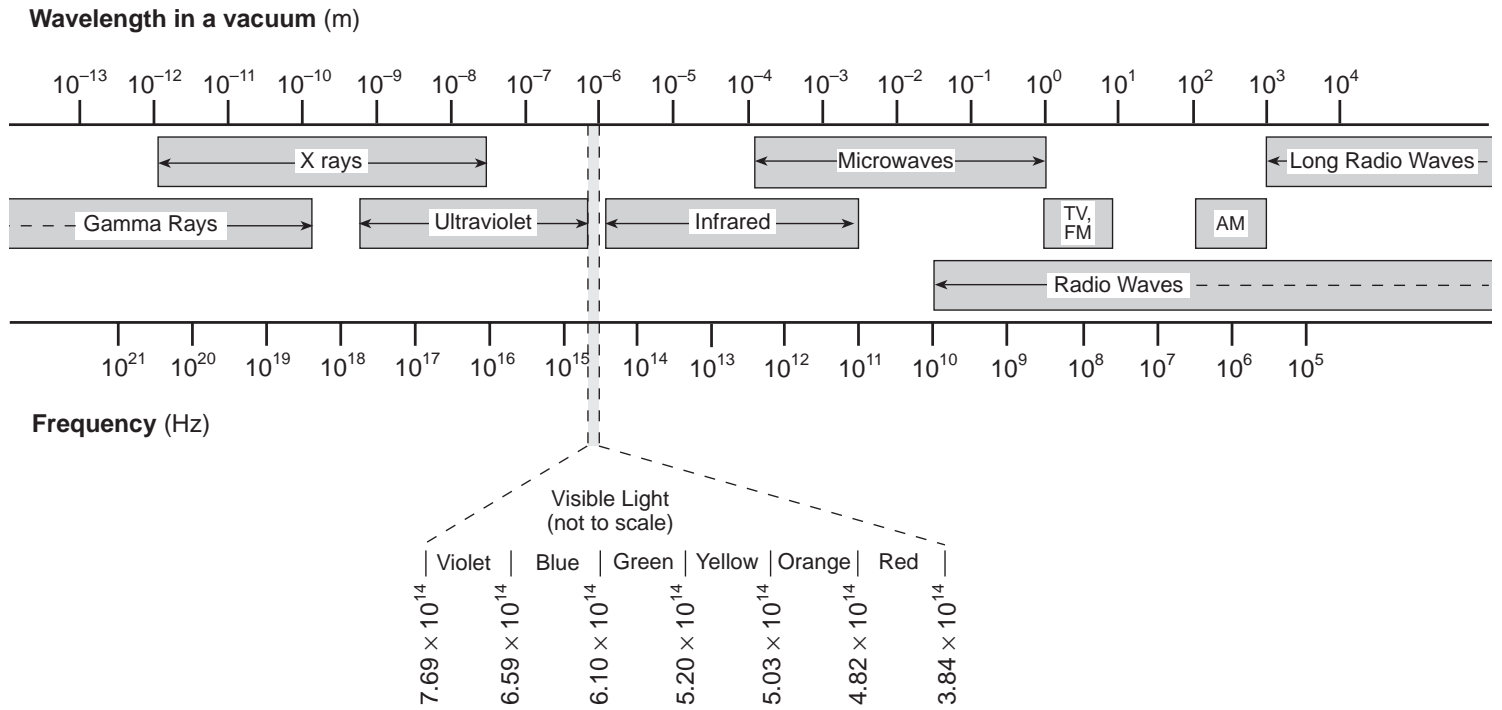 Wavelength in a vacuum (m)
10⁻¹³ 10⁻¹² 10⁻¹¹ 10⁻¹⁰ 10⁻⁹ 10⁻⁸ 10⁻⁷ 10⁻⁶ 10⁻⁵ 10⁻⁴ 10⁻³ 10⁻² 10⁻¹ 10⁰ 10¹ 10² 10³ 10⁴
X rays Microwaves Long Radio Waves
Gamma Rays Ultraviolet Infrared TV, AM
FM
Radio Waves
10²¹ 10²⁰ 10¹⁹ 10¹⁸ 10¹⁷ 10¹⁶ 10¹⁵ 10¹⁴ 10¹³ 10¹² 10¹¹ 10¹⁰ 10⁹ 10⁸ 10⁷ 10⁶ 10⁵
Frequency (Hz)
Visible Light
(not to scale)
Violet Blue Green Yellow Orange Red
7.69 × 10¹⁴
6.59 × 10¹⁴
6.10 × 10¹⁴
5.20 × 10¹⁴
5.03 × 10¹⁴
4.82 × 10¹⁴
3.84 × 10¹⁴